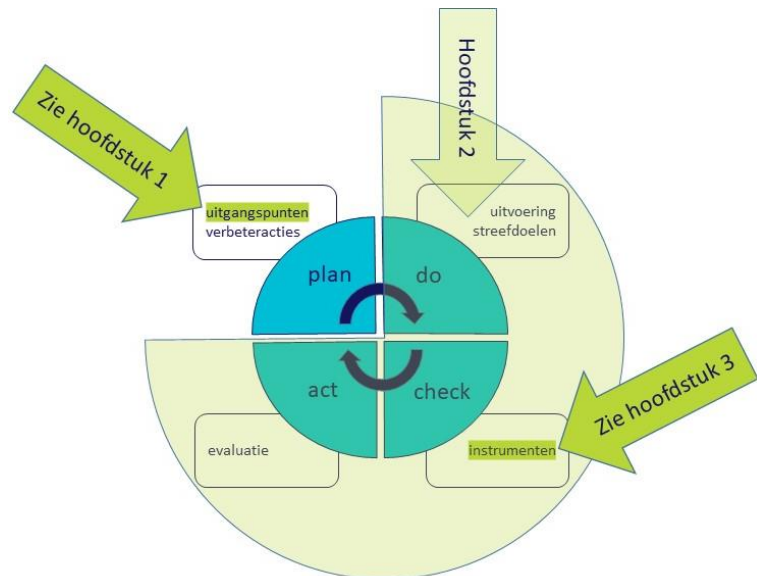 Zie hoofdstuk 1
Hoofdstuk 2
uitgangspunten
verbeteracties
uitvoering
streefdoelen
plan
do
act
check
evaluatie
instrumenten
Zie hoofdstuk 3